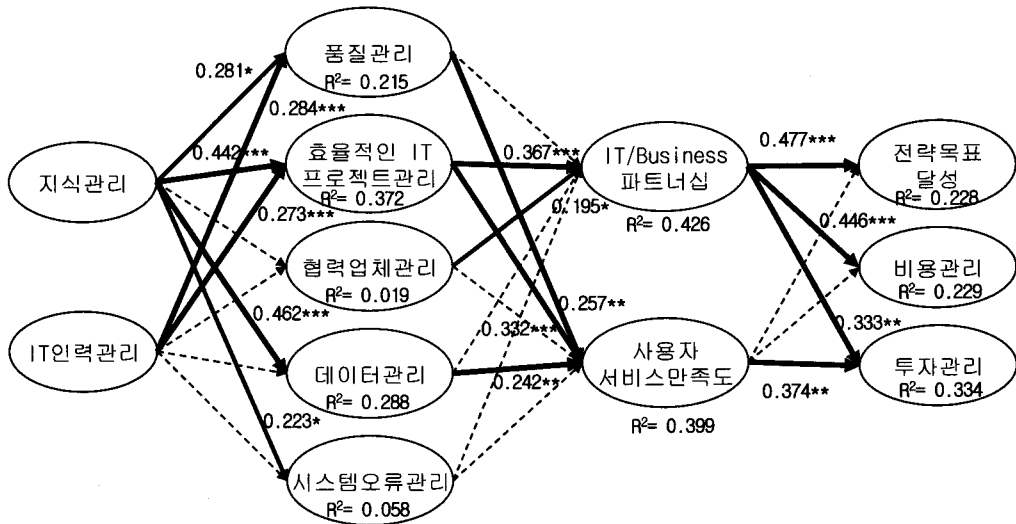 품질관리
R²= 0.215
0.281*
0.284***
효율적인 IT
프로젝트관리
R²= 0.372
0.442***
0.367***
IT/Business
파트너십
R²= 0.426
0.477***
전략목표
달성
R²= 0.228
지식관리
0.273***
0.195*
0.446***
협력업체관리
R²= 0.019
비용관리
R²= 0.229
0.462***
0.257**
0.332***
0.333**
IT인력관리
데이터관리
R²= 0.288
0.242**
사용자
서비스만족도
R²= 0.399
0.374**
투자관리
R²= 0.334
0.223*
시스템오류관리
R²= 0.058